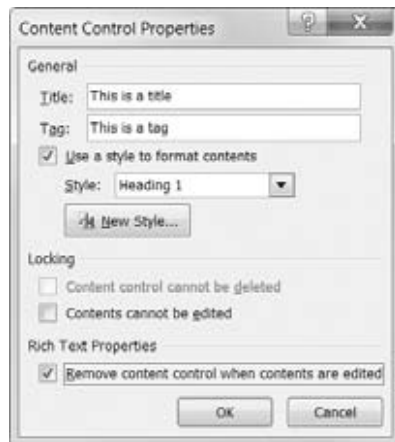 Content Control Properties
General
Title: This is a title
Tag: This is a tag
Use a style to format contents
Style: Heading 1
New Style...
Locking
Content control cannot be deleted
Contents cannot be edited
Rich Text Properties
Remove content control when contents are edited
OK Cancel